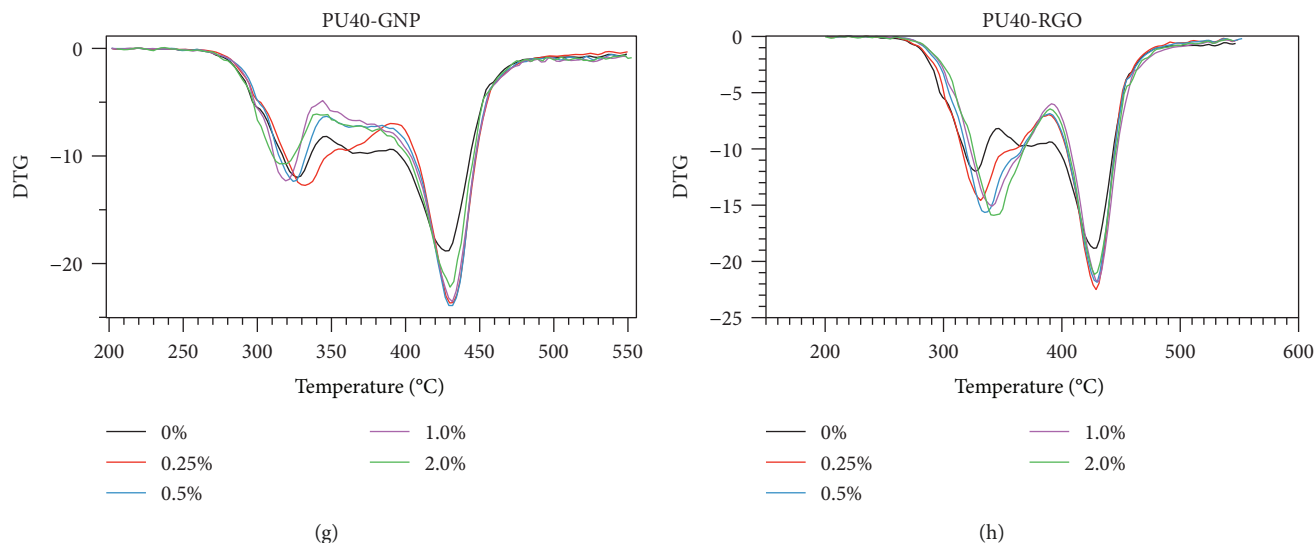 PU40-GNP
0
−10
−20
DTG
200 250 300 350 400 450 500 550
Temperature (°C)
0%
0.25%
0.5%
1.0%
2.0%
(g)
PU40-RGO
0
−5
−10
−15
−20
−25
DTG
200 300 400 500 600
Temperature (°C)
0%
0.25%
0.5%
1.0%
2.0%
(h)